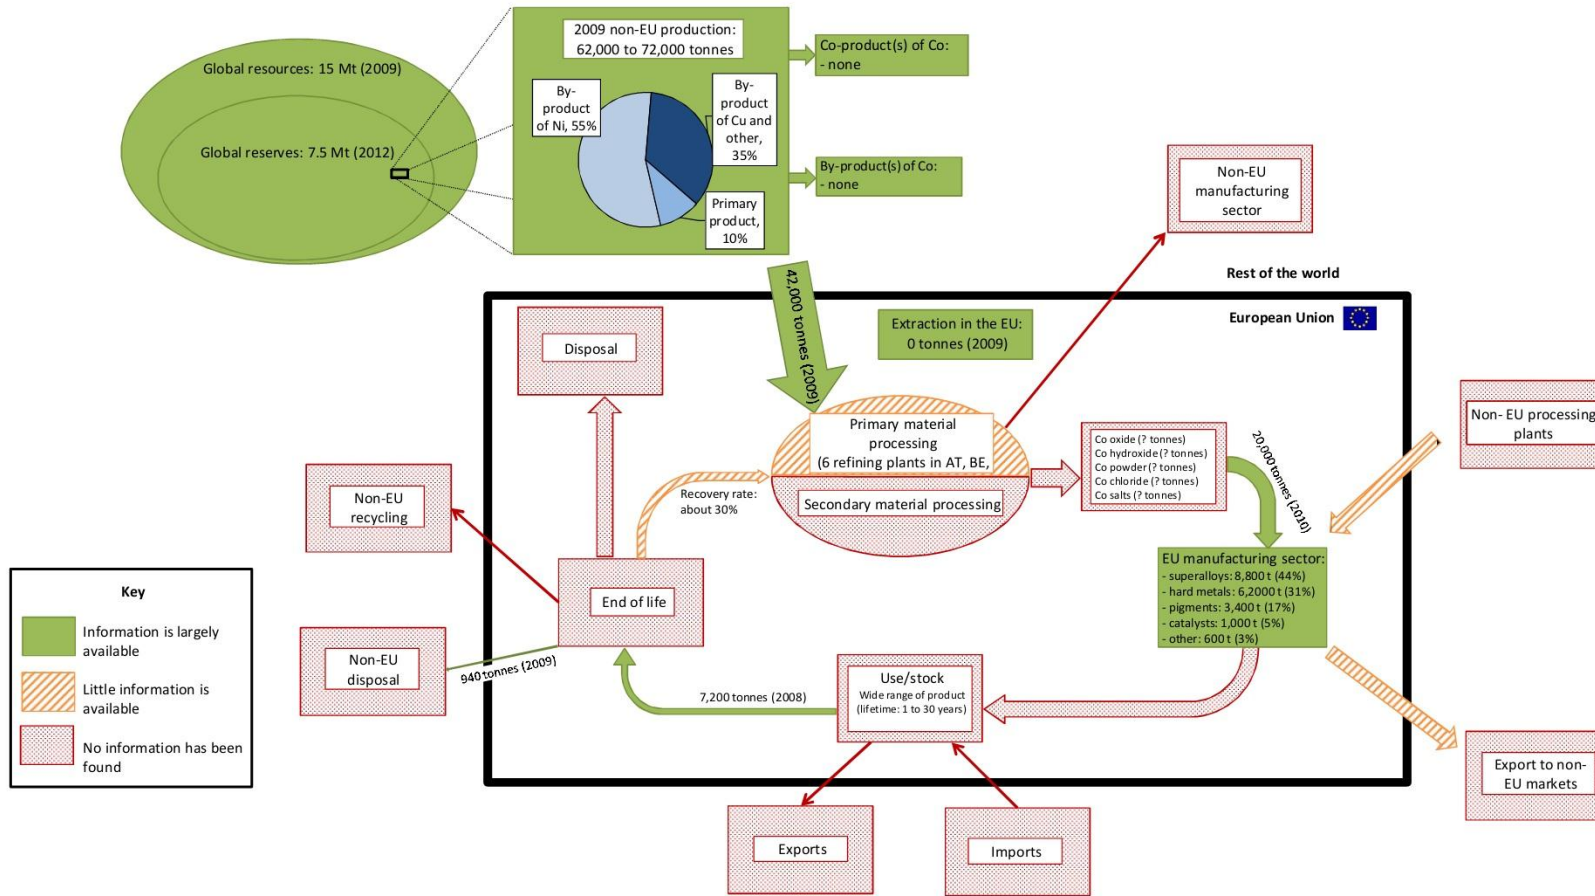 2009 non-EU production:
62,000 to 72,000 tonnes
Co-product(s) of Co:
- none
Global resources: 15 Mt (2009)
By-
product
of Ni, 55%
By-
product
of Cu and
other,
35%
Global reserves: 7.5 Mt (2012)
By-product(s) of Co:
- none
Primary
product,
10%
Non-EU
manufacturing
sector
Rest of the world
European Union
42,000 tonnes (2009)
Extraction in the EU:
0 tonnes (2009)
Disposal
Primary material
processing
(6 refining plants in AT, BE,
Secondary material processing
Co oxide (? tonnes)
Co hydroxide (? tonnes)
Co powder (? tonnes)
Co chloride (? tonnes)
Co salts (? tonnes)
20,000 tonnes (2010)
Non- EU processing
plants
Non-EU
recycling
Recovery rate:
about 30%
EU manufacturing sector:
- superalloys: 8,800 t (44%)
- hard metals: 6,2000 t (31%)
- pigments: 3,400 t (17%)
- catalysts: 1,000 t (5%)
- other: 600 t (3%)
Key
Information is largely
available
Little information is
available
No information has been
found
End of life
Non-EU
disposal
940 tonnes (2009)
7,200 tonnes (2008)
Use/stock
Wide range of product
(lifetime: 1 to 30 years)
Export to non-
EU markets
Exports
Imports